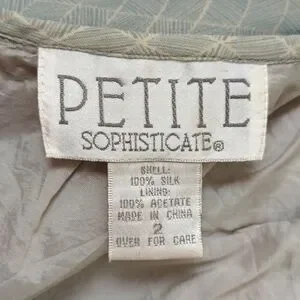 PETITE
SOPHISTICATE®
SHELL:
100% SILK
LINING:
100% ACETATE
MADE IN CHINA
2
OVER FOR CARE